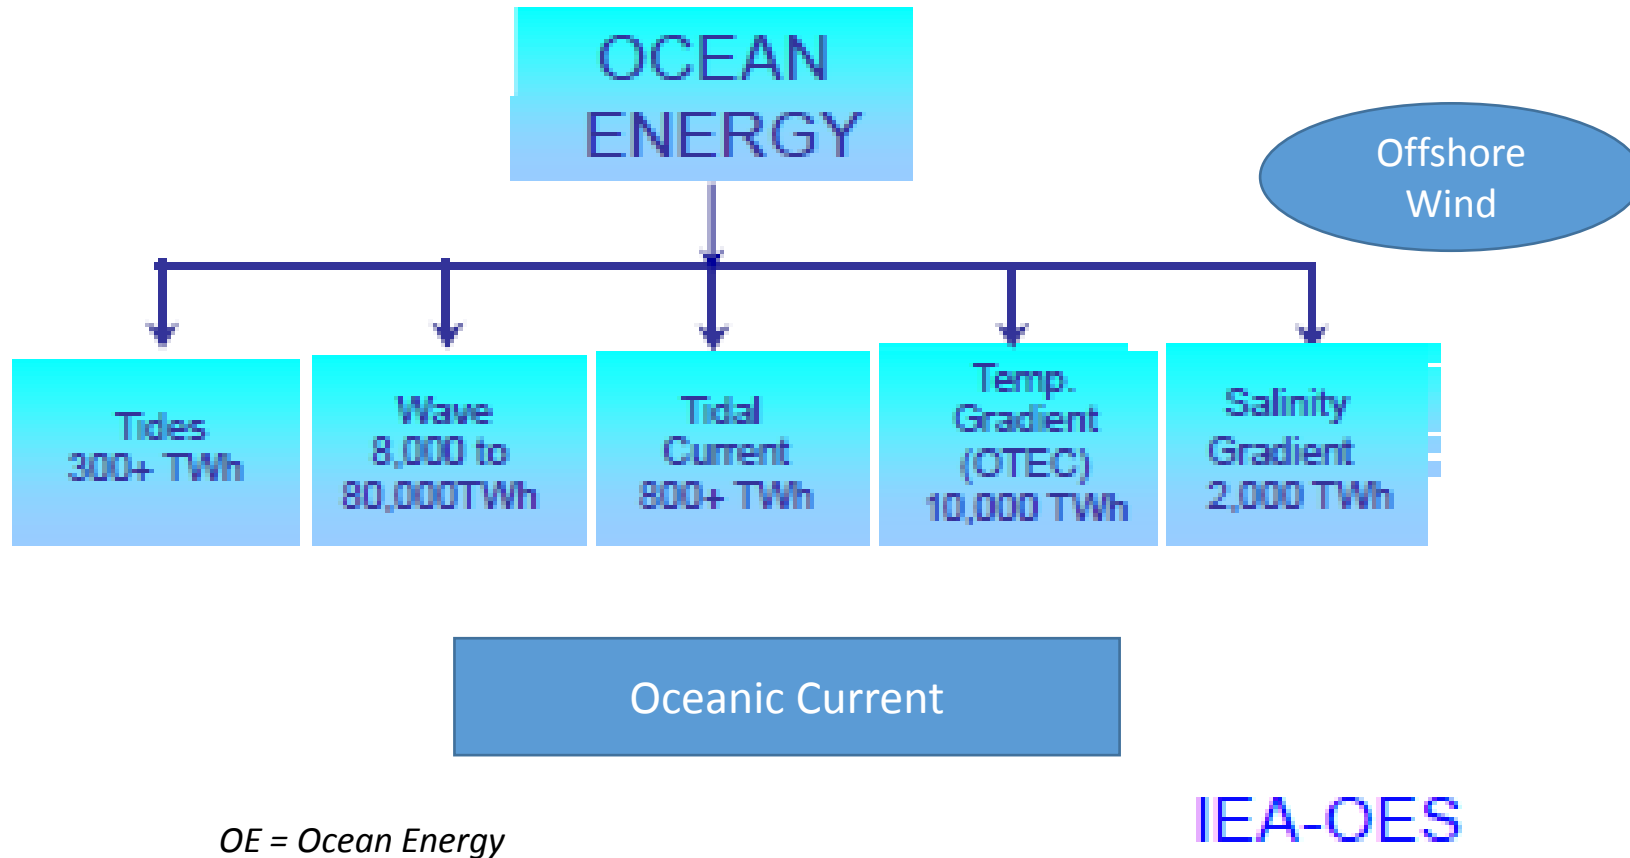 OCEAN
ENERGY
Offshore
Wind
Tides
300+ TWh
Wave
8,000 to
80,000TWh
Tidal
Current
800+ TWh
Temp.
Gradient
(OTEC)
10,000 TWh
Salinity
Gradient
2,000 TWh
Oceanic Current
IEA-OES
OE = Ocean Energy